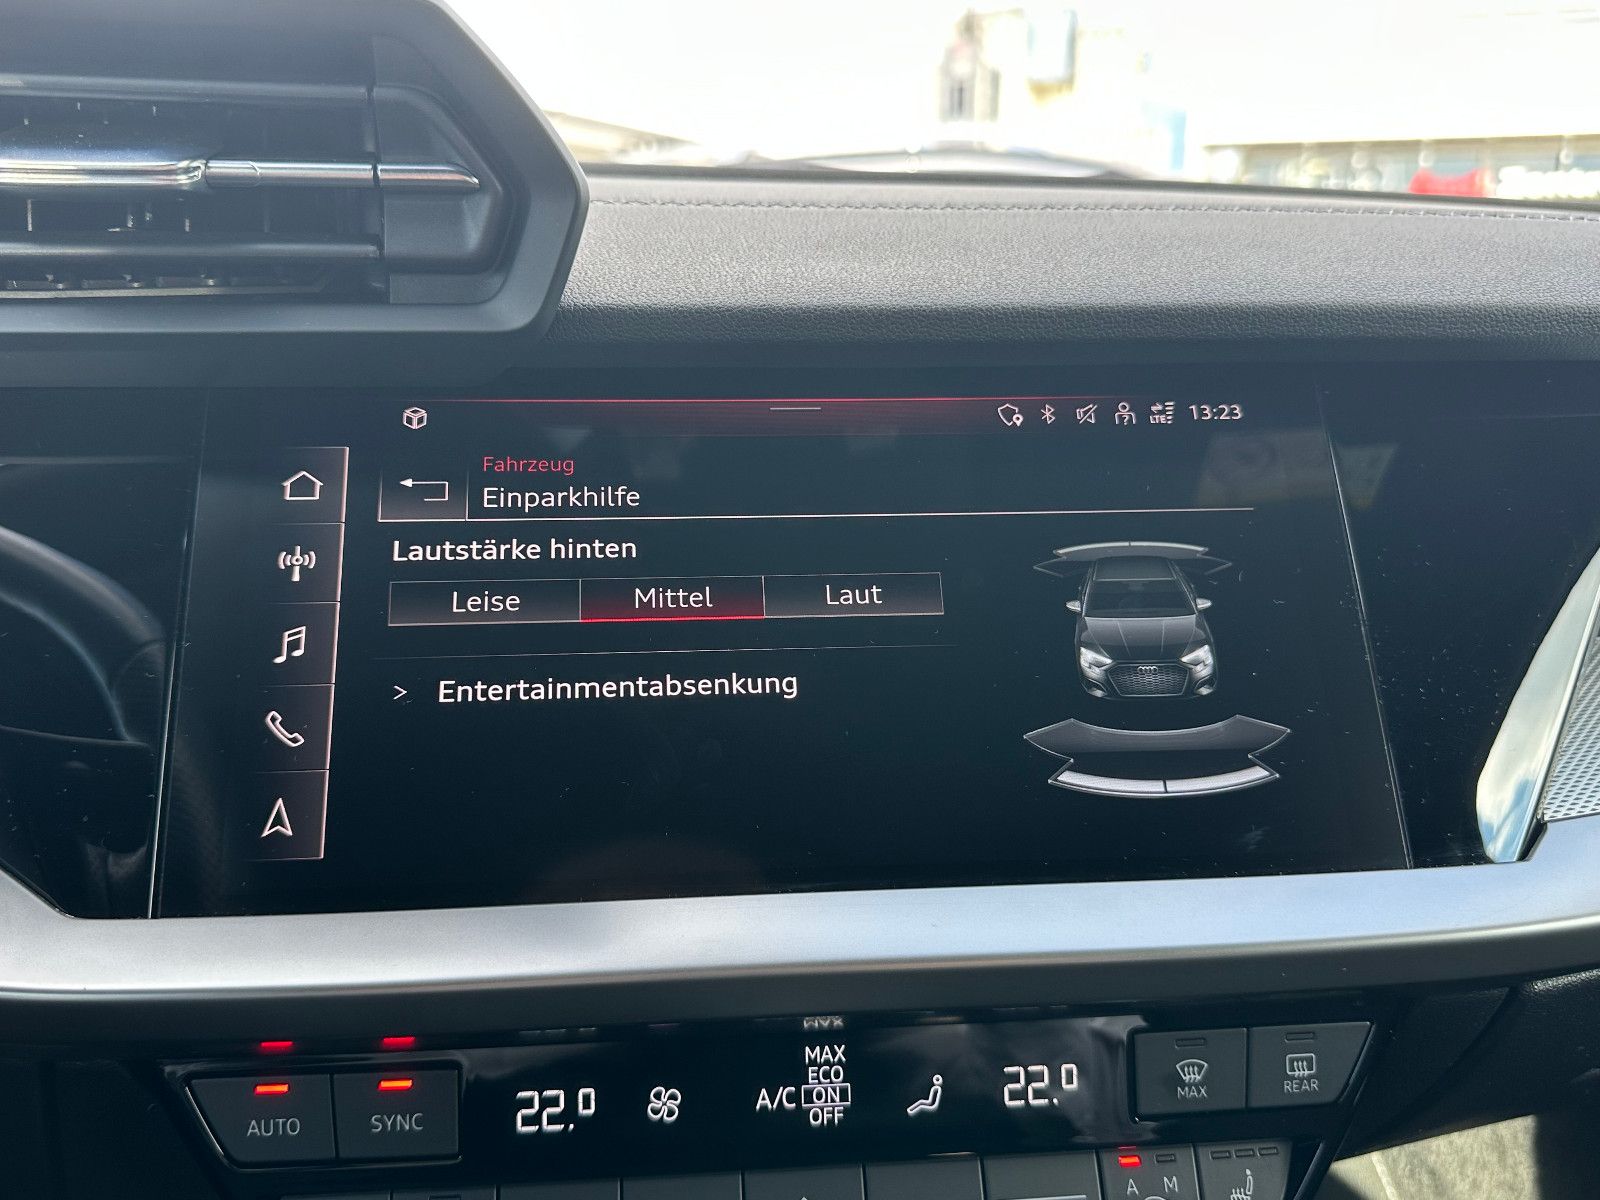 13:23
Fahrzeug
Einparkhilfe
Lautstärke hinten
Leise Mittel Laut
> Entertainmentabsenkung
LTE
AUTO
SYNC
22.0
A/C
MAX
ECO
ON
OFF
22.0
MAX
REAR
A M